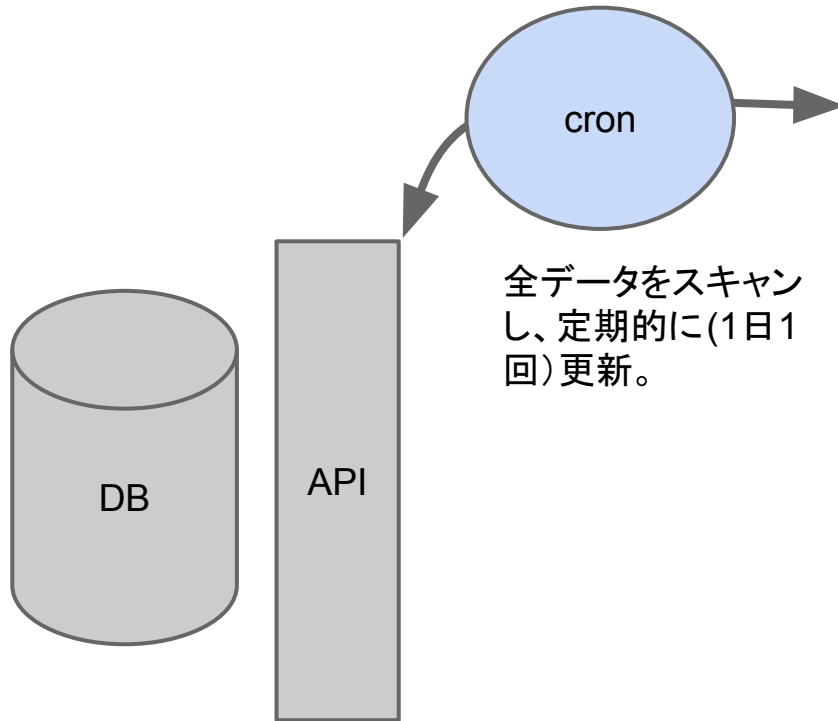 cron
全データをスキャン
し、定期的に(1日1
回）更新。
API
DB